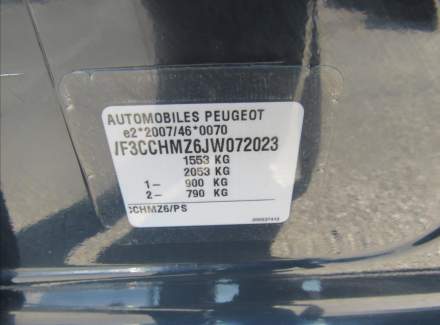 AUTOMOBILES PEUGEOT
e2*2007/46*0070
VF3CCHMZ6JW072023
1553 KG
2053 KG
1- 900 KG
2- 790 KG
CCHMZ6/PS